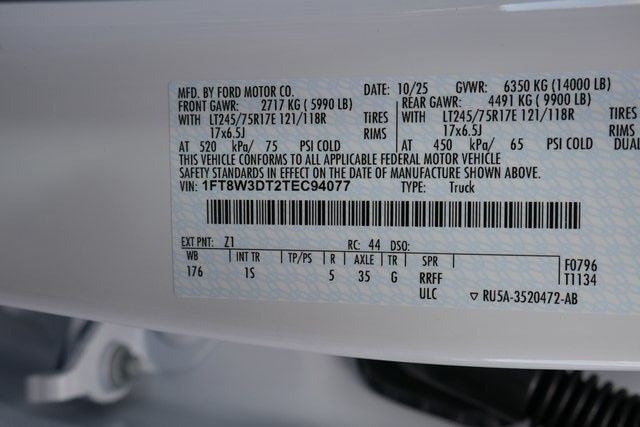 MFD. BY FORD MOTOR CO. DATE: 10/25 GVWR: 6350 KG (14000 LB)
FRONT GAWR: 2717 KG (5990 LB) REAR GAWR: 4491 KG (9900 LB)
WITH LT245/75R17E 121/118R TIRES WITH LT245/75R17E 121/118R TIRES
17x6.5J RIMS 17x6.5J RIMS
AT 520 kPa/ 75 PSI COLD AT 450 kPa/ 65 PSI COLD DUAL
THIS VEHICLE CONFORMS TO ALL APPLICABLE FEDERAL MOTOR VEHICLE
SAFETY STANDARDS IN EFFECT ON THE DATE OF MANUFACTURE SHOWN ABOVE.
VIN: 1FT8W3DT2TEC94077 TYPE: Truck
EXT PNT: Z1 RC: 44 DSO:
WB INT TR TP/PS R AXLE TR SPR F0796
176 1S 5 35 G RRFF T1134
ULC ▽ RU5A-3520472-AB